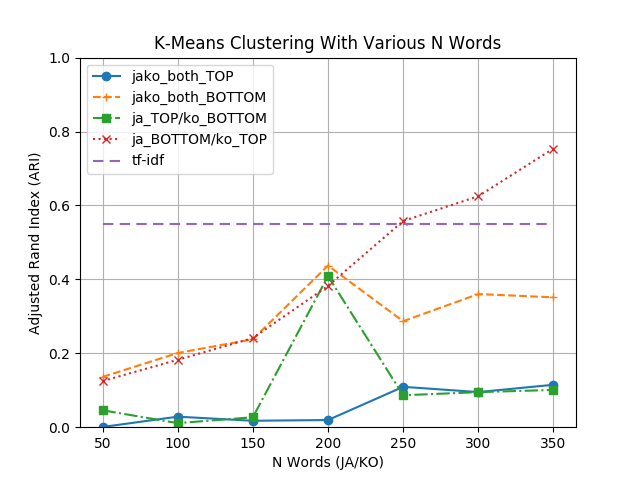 K-Means Clustering With Various N Words
jako_both_TOP
jako_both_BOTTOM
ja_TOP/ko_BOTTOM
ja_BOTTOM/ko_TOP
tf-idf
Adjusted Rand Index (ARI)
1.0
0.8
0.6
0.4
0.2
0.0
50 100 150 200 250 300 350
N Words (JA/KO)